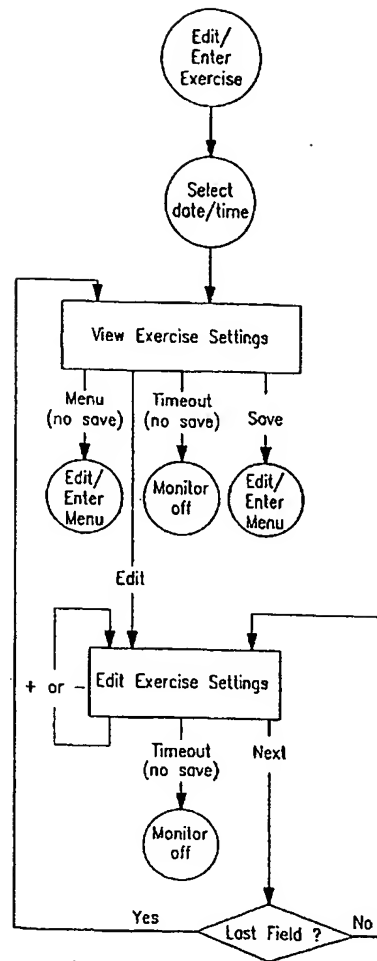 Edit/
Enter
Exercise
Select
date/time
View Exercise Settings
Menu
(no save)
Timeout
(no save)
Save
Edit/
Enter
Menu
Monitor
off
Edit/
Enter
Menu
Edit
+ or -
Edit Exercise Settings
Timeout
(no save)
Next
Monitor
off
Yes
Last Field ?
No